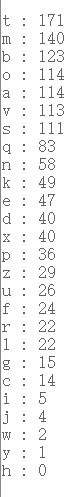 t : 171
m : 140
b : 123
o : 114
a : 114
v : 113
s : 111
q : 83
n : 58
k : 49
e : 47
d : 40
x : 40
p : 36
z : 29
u : 26
f : 24
r : 22
l : 22
g : 15
c : 14
i : 5
j : 4
w : 2
y : 1
h : 0